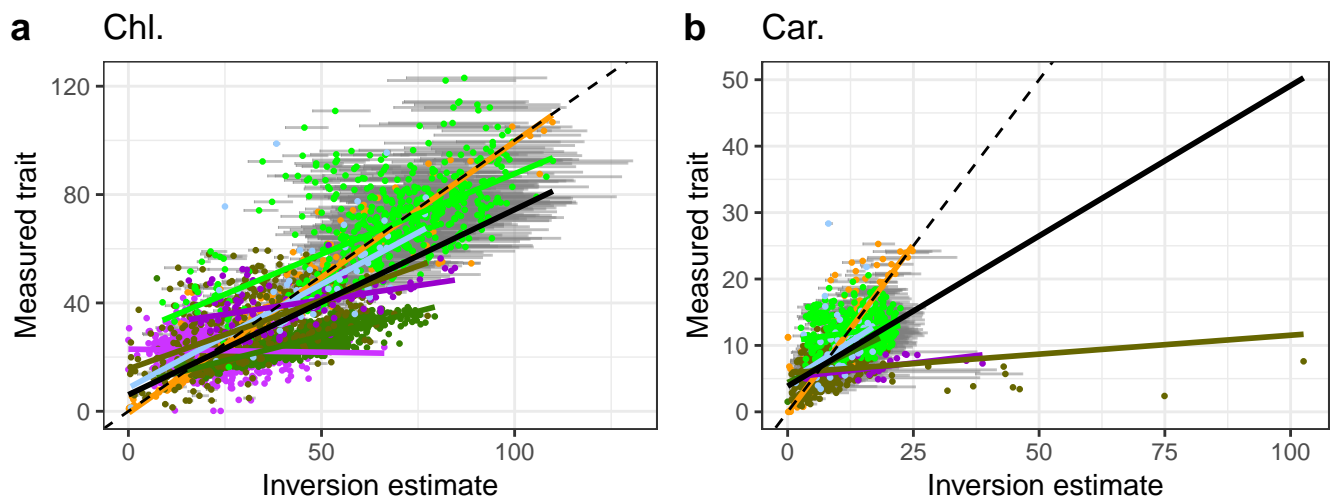 a Chl.
Measured trait
120
80
40
0
0 50 100
Inversion estimate
b Car.
Measured trait
50
40
30
20
10
0
0 25 50 75 100
Inversion estimate